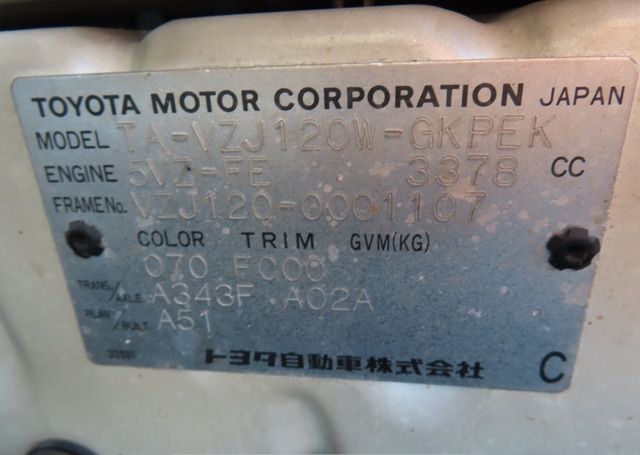 TOYOTA MOTOR CORPORATION JAPAN
MODEL TA-VZJ120W-GKPEK
ENGINE 5VZ-FE 3378 CC
FRAME No. VZJ120-0001107
COLOR TRIM GVM(KG)
070 FC00
TRANS/AXLE A343F A02A
PLANT/BUILT A51
トヨタ自動車株式会社 C